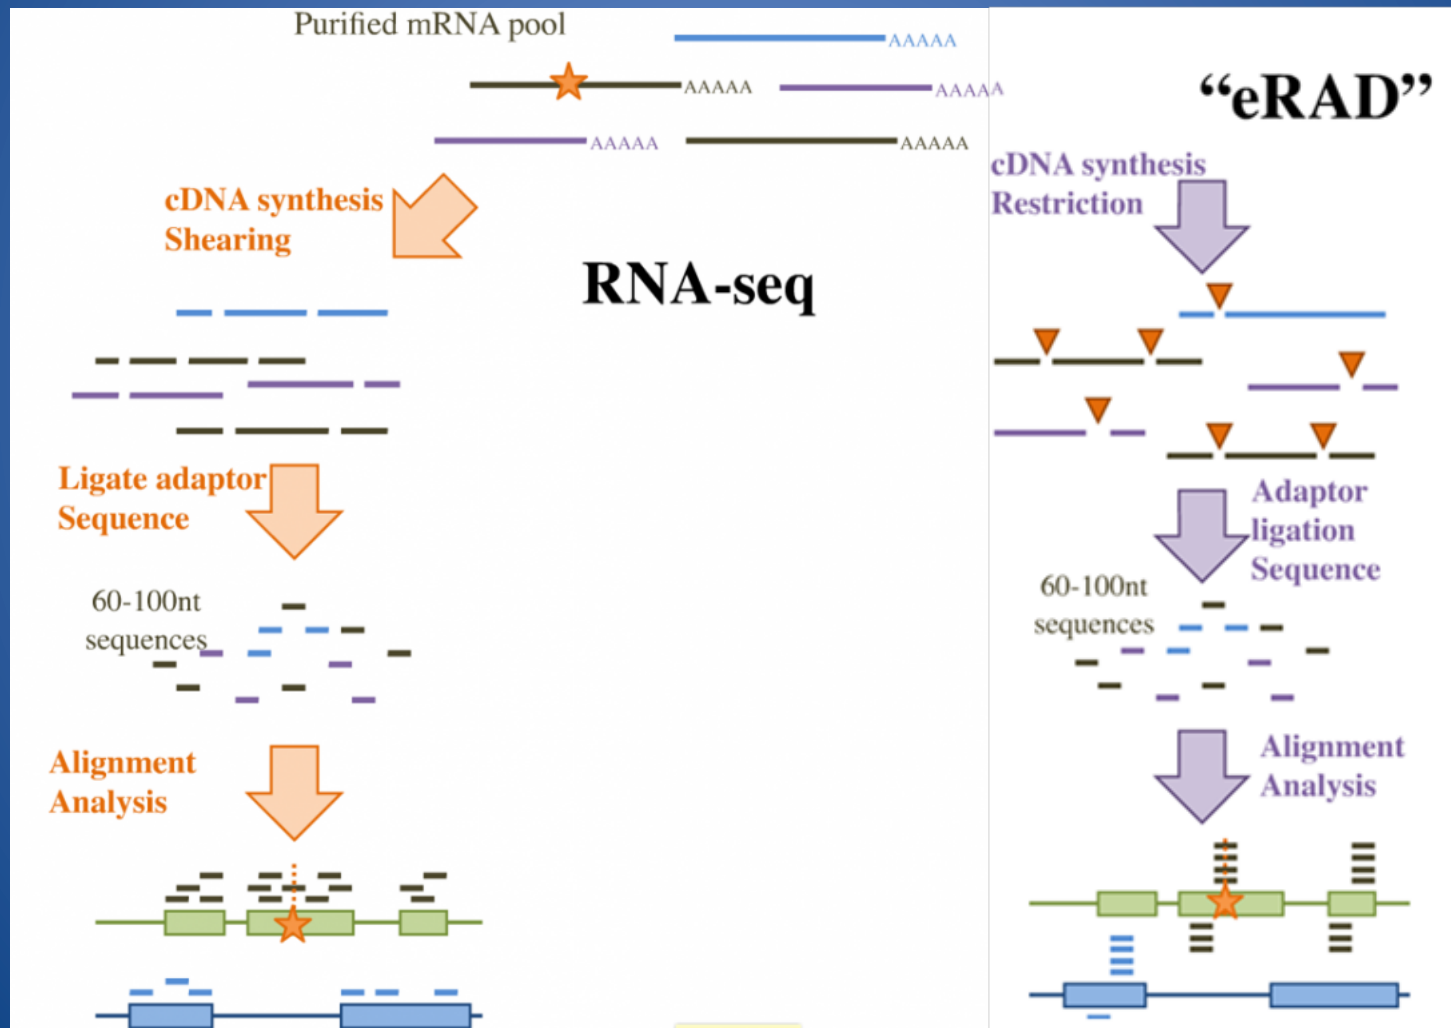 Purified mRNA pool
AAAAA
AAAAA
AAAAA
AAAAA
AAAAA
cDNA synthesis
Shearing
RNA-seq
Ligate adaptor
Sequence
60-100nt
sequences
Alignment
Analysis
“eRAD”
cDNA synthesis
Restriction
Adaptor
ligation
Sequence
60-100nt
sequences
Alignment
Analysis